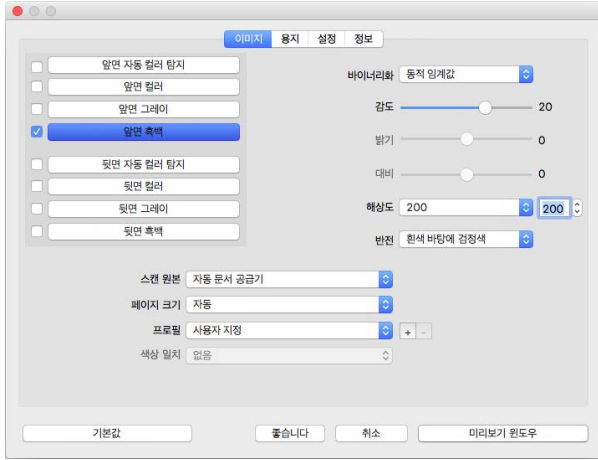 이미지 용지 설정 정보
앞면 자동 컬러 탐지
앞면 컬러
앞면 그레이
앞면 흑백
뒷면 자동 컬러 탐지
뒷면 컬러
뒷면 그레이
뒷면 흑백
바이너리화 동적 임계값
감도 20
밝기 0
대비 0
해상도 200 200
반전 흰색 바탕에 검정색
스캔 원본 자동 문서 공급기
페이지 크기 자동
프로필 사용자 지정 + -
색상 일치 없음
기본값 좋습니다 취소 미리보기 윈도우